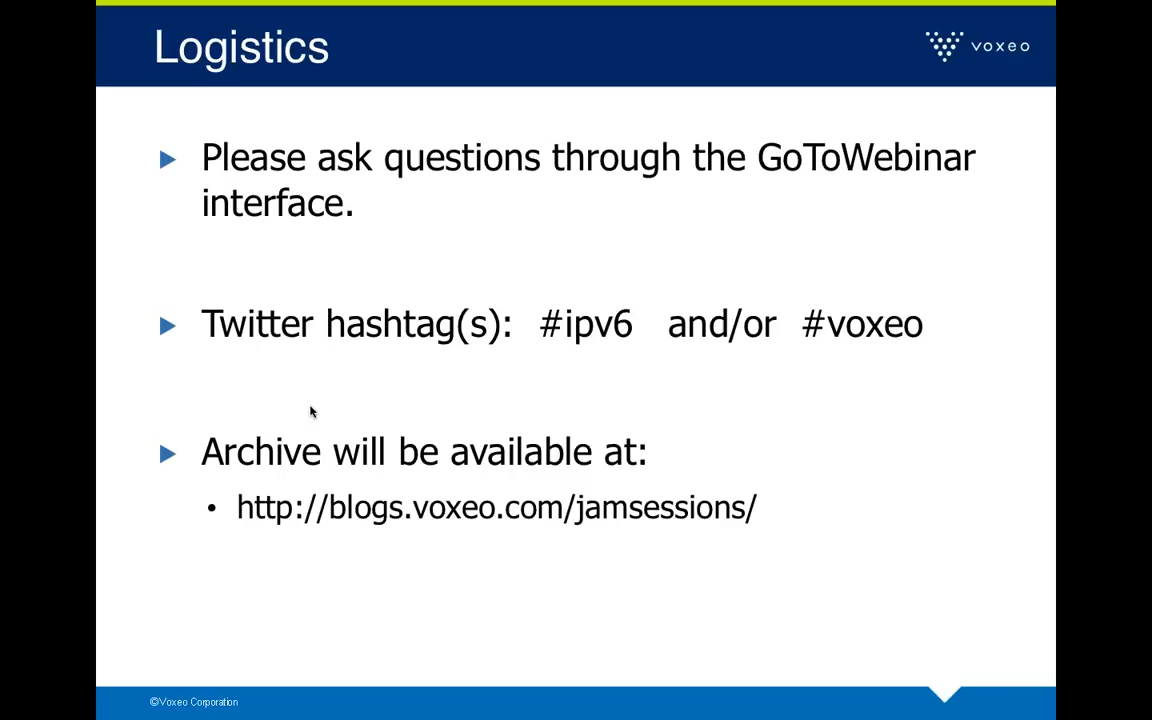 Logistics
voxeo
Please ask questions through the GoToWebinar
interface.
Twitter hashtag(s): #ipv6 and/or #voxeo
Archive will be available at:
• http://blogs.voxeo.com/jamsessions/
©Voxeo Corporation